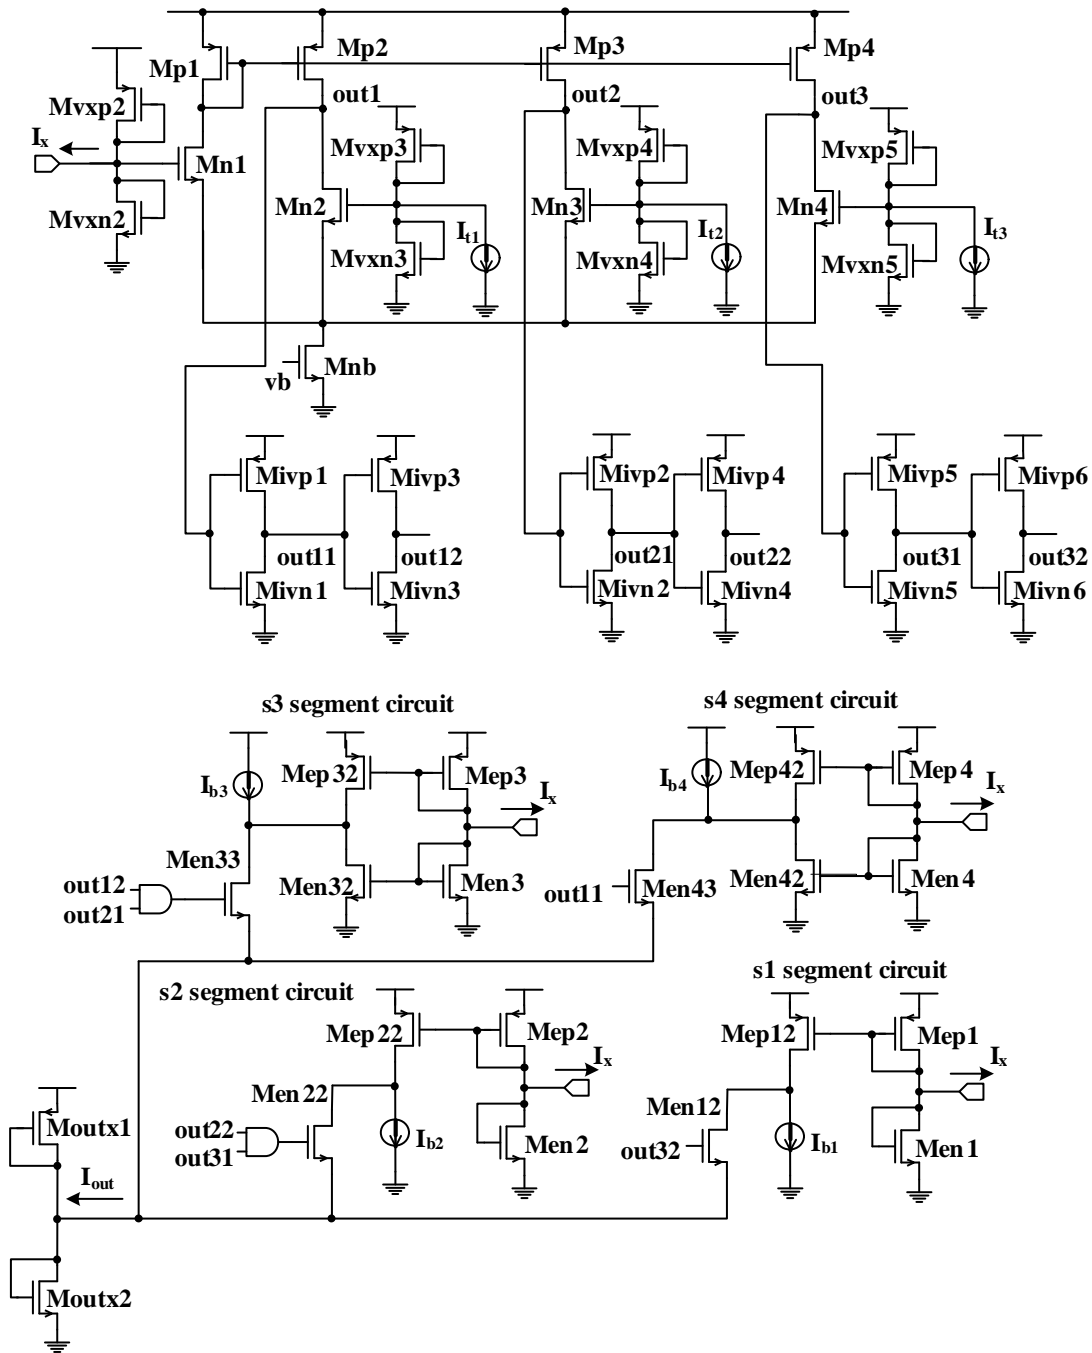 Mp1
Mp2
Mp3
Mp4
Mvxp2
out1
out2
out3
Ix
Mn1
Mvxp3
Mvxp4
Mvxp5
Mvxn2
Mn2
Mn3
Mn4
It1
It2
It3
Mvxn3
Mvxn4
Mvxn5
Mnb
vb
Mivp1
Mivp3
Mivp2
Mivp4
Mivp5
Mivp6
out11
out12
out21
out22
out31
out32
Mivn1
Mivn3
Mivn2
Mivn4
Mivn5
Mivn6
s3 segment circuit
s4 segment circuit
Ib3
Mep32
Mep3
Ix
Ib4
Mep42
Mep4
Ix
Men33
out12
out21
Men32
Men3
out11
Men43
Men42
Men4
s2 segment circuit
s1 segment circuit
Mep22
Mep2
Ix
Mep12
Mep1
Ix
Men22
out22
out31
Ib2
Men2
Men12
out32
Ib1
Men1
Moutx1
Iout
Moutx2